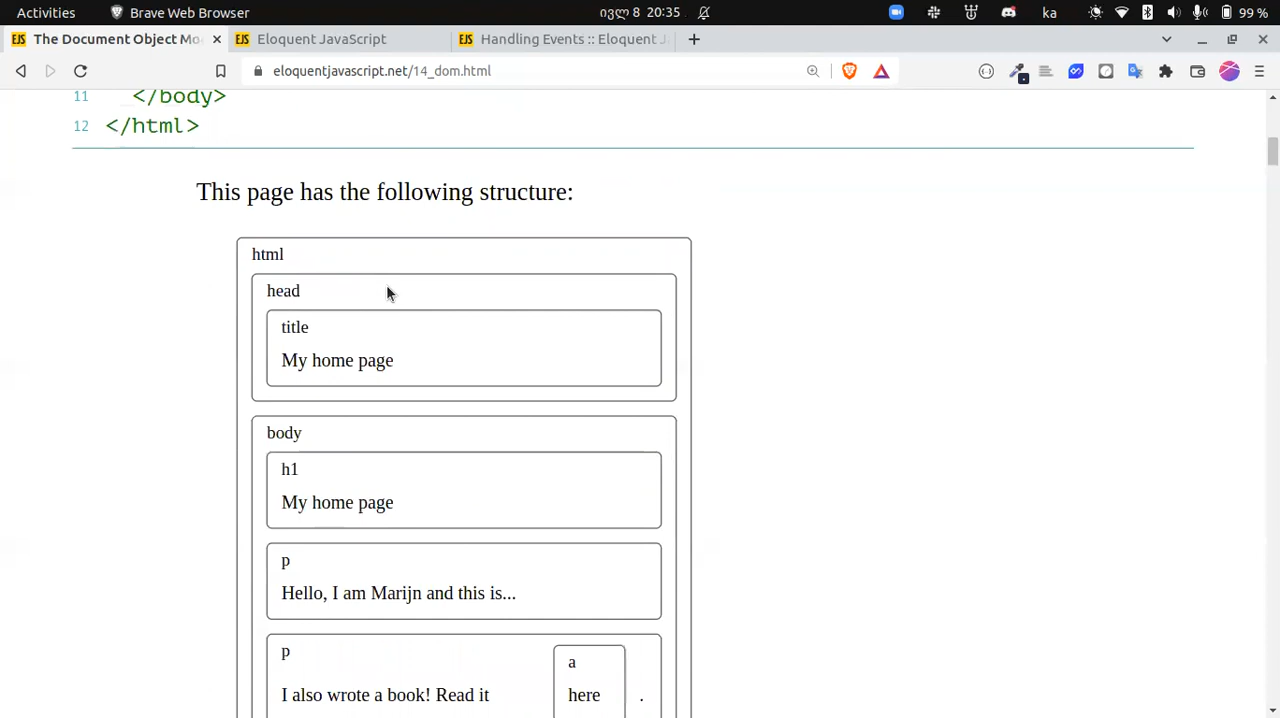 Activities Brave Web Browser ივლ 8 20:35 ka 99 %
The Document Object Mo × Eloquent JavaScript Handling Events :: Eloquent J
eloquentjavascript.net/14_dom.html
11 </body>
12 </html>
This page has the following structure:
html
head
title
My home page
body
h1
My home page
p
Hello, I am Marijn and this is...
p
a
I also wrote a book! Read it here .